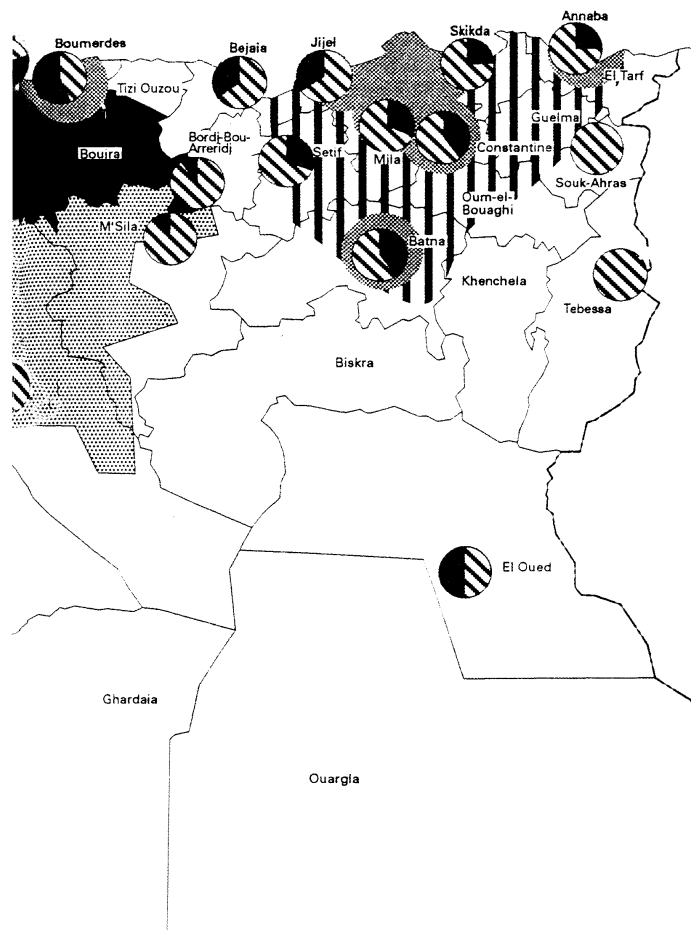 Annaba
Skikda
Jijel
Bejaia
Boumerdes
El Tarf
Tizi Ouzou
Guelma
Bordj-Bou-
Arreridj
Constantine
Setif
Bouira
Mila
Souk-Ahras
Oum-el-
Bouaghi
M'Sila
Batna
Khenchela
Tebessa
Biskra
El Oued
Ghardaia
Ouargla